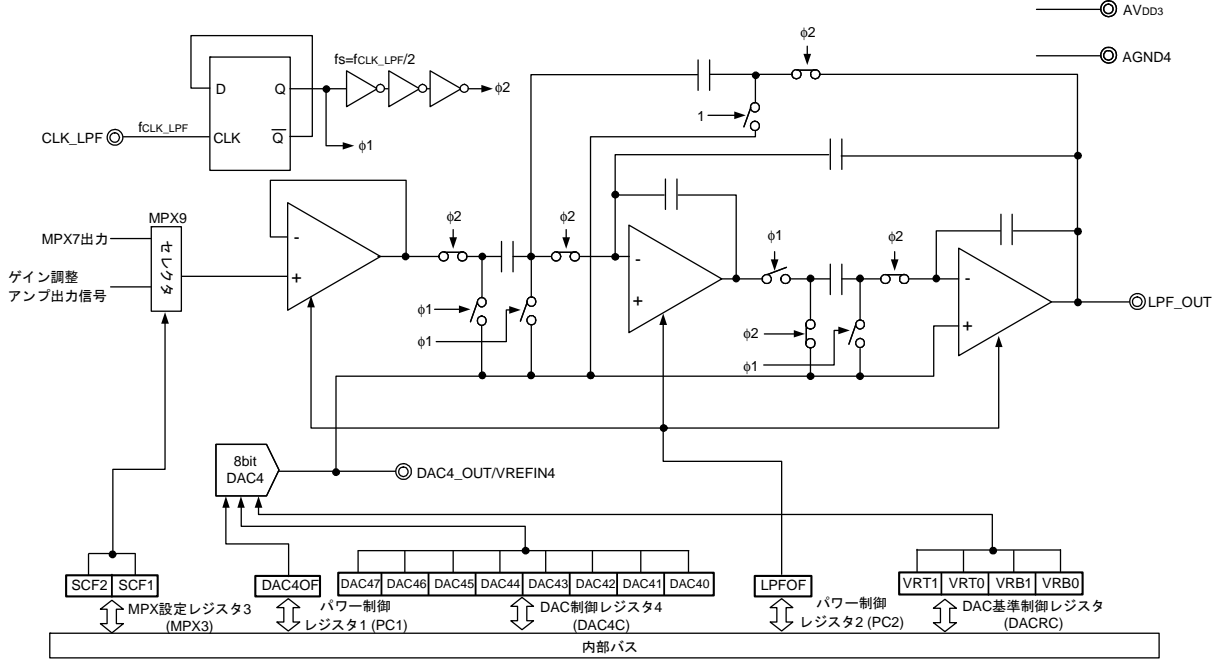 AVDD3
AGND4
fs=fCLK_LPF/2
D
Q
CLK
Q
φ2
φ1
CLK_LPF
fCLK_LPF
φ2
1
MPX9
MPX7出力
セレクタ
ゲイン調整
アンプ出力信号
-
+
φ2
φ1
φ1
φ2
-
+
φ1
φ2
φ2
φ1
-
+
LPF_OUT
8bit
DAC4
DAC4_OUT/VREFIN4
SCF2 SCF1
MPX設定レジスタ3
(MPX3)
DAC4OF
パワー制御
レジスタ1 (PC1)
DAC47 DAC46 DAC45 DAC44 DAC43 DAC42 DAC41 DAC40
DAC制御レジスタ4
(DAC4C)
LPFOF
パワー制御
レジスタ2 (PC2)
VRT1 VRT0 VRB1 VRB0
DAC基準制御レジスタ
(DACRC)
内部バス